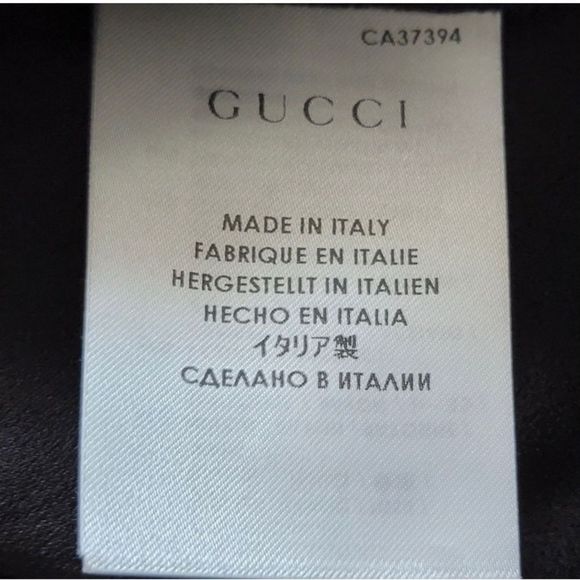 CA37394
GUCCI
MADE IN ITALY
FABRIQUE EN ITALIE
HERGESTELLT IN ITALIEN
HECHO EN ITALIA
イタリア製
СДЕЛАНО В ИТАЛИИ